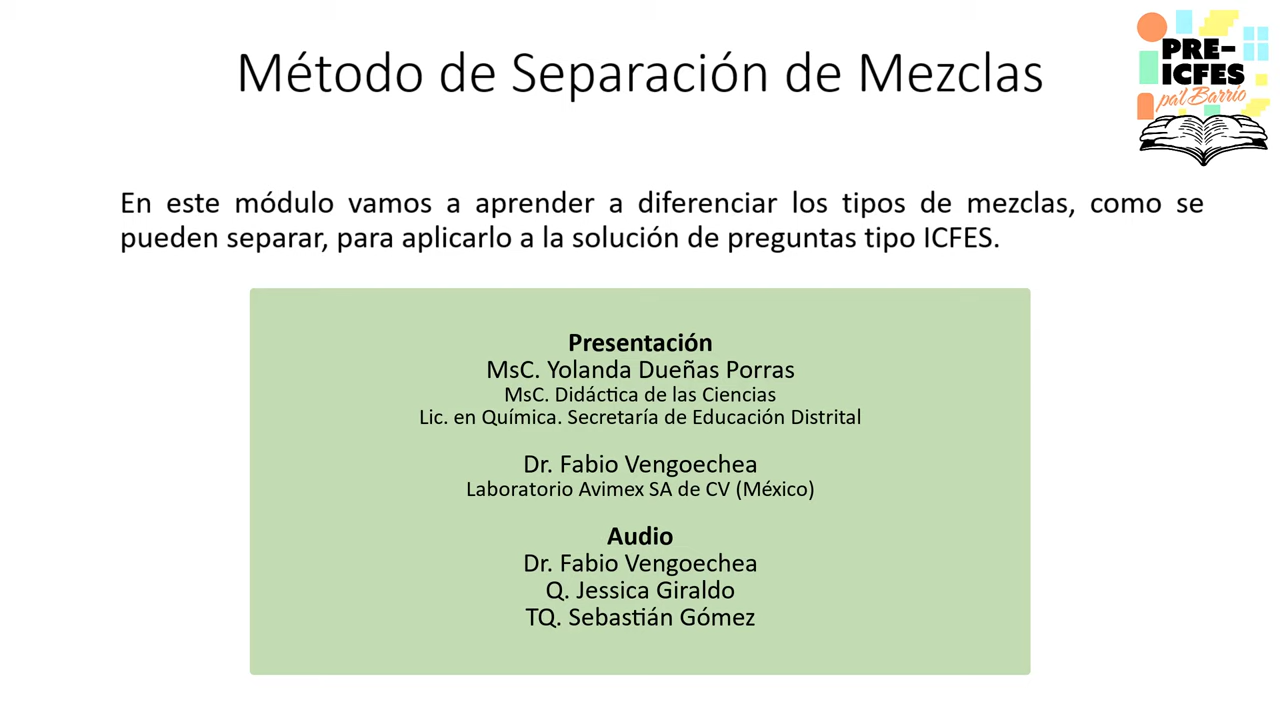 Método de Separación de Mezclas
PRE-
ICFES
pa'l Barrio
En este módulo vamos a aprender a diferenciar los tipos de mezclas, como se
pueden separar, para aplicarlo a la solución de preguntas tipo ICFES.
Presentación
MsC. Yolanda Dueñas Porras
MsC. Didáctica de las Ciencias
Lic. en Química. Secretaría de Educación Distrital
Dr. Fabio Vengoechea
Laboratorio Avimex SA de CV (México)
Audio
Dr. Fabio Vengoechea
Q. Jessica Giraldo
TQ. Sebastián Gómez